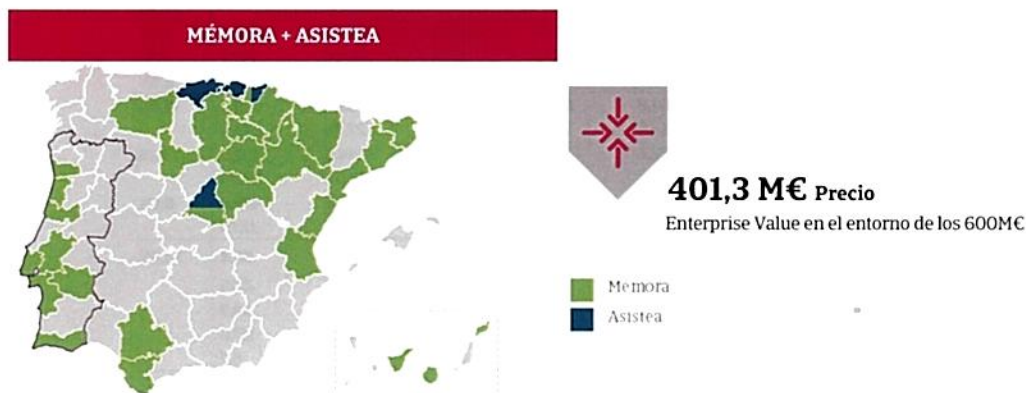 MÉMORA + ASISTEA
401,3 M€ Precio
Enterprise Value en el entorno de los 600M€
Memora
Asistea